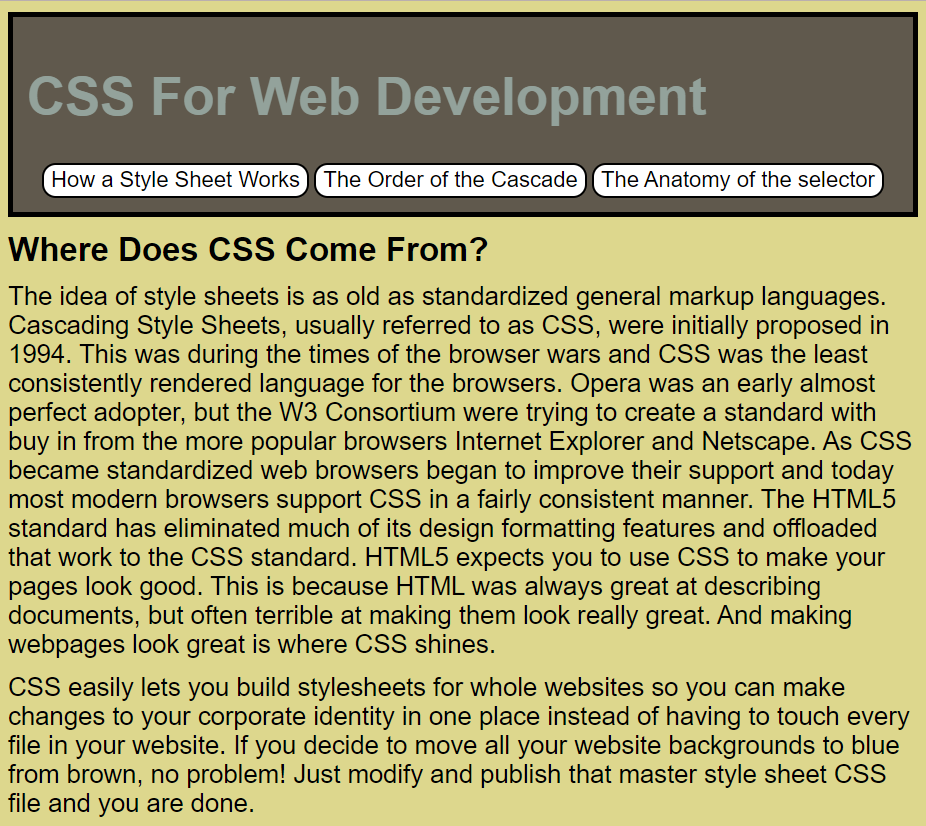 CSS For Web Development
How a Style Sheet Works The Order of the Cascade The Anatomy of the selector
Where Does CSS Come From?
The idea of style sheets is as old as standardized general markup languages.
Cascading Style Sheets, usually referred to as CSS, were initially proposed in
1994. This was during the times of the browser wars and CSS was the least
consistently rendered language for the browsers. Opera was an early almost
perfect adopter, but the W3 Consortium were trying to create a standard with
buy in from the more popular browsers Internet Explorer and Netscape. As CSS
became standardized web browsers began to improve their support and today
most modern browsers support CSS in a fairly consistent manner. The HTML5
standard has eliminated much of its design formatting features and offloaded
that work to the CSS standard. HTML5 expects you to use CSS to make your
pages look good. This is because HTML was always great at describing
documents, but often terrible at making them look really great. And making
webpages look great is where CSS shines.
CSS easily lets you build stylesheets for whole websites so you can make
changes to your corporate identity in one place instead of having to touch every
file in your website. If you decide to move all your website backgrounds to blue
from brown, no problem! Just modify and publish that master style sheet CSS
file and you are done.